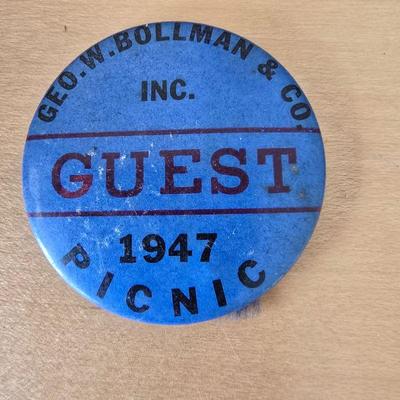 GEO.W.BOLLMAN & CO.
INC.
GUEST
1947
PICNIC